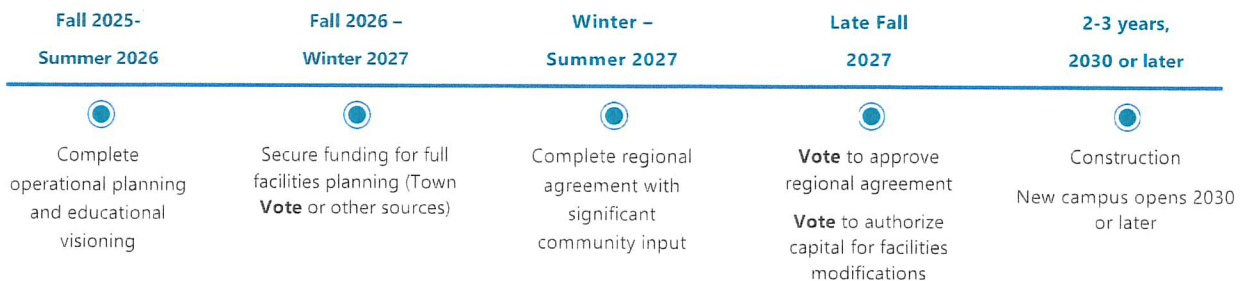 Fall 2025-
Summer 2026
Complete
operational planning
and educational
visioning
Fall 2026 –
Winter 2027
Secure funding for full
facilities planning (Town
Vote or other sources)
Winter –
Summer 2027
Complete regional
agreement with
significant
community input
Late Fall
2027
Vote to approve
regional agreement
Vote to authorize
capital for facilities
modifications
2-3 years,
2030 or later
Construction
New campus opens 2030
or later